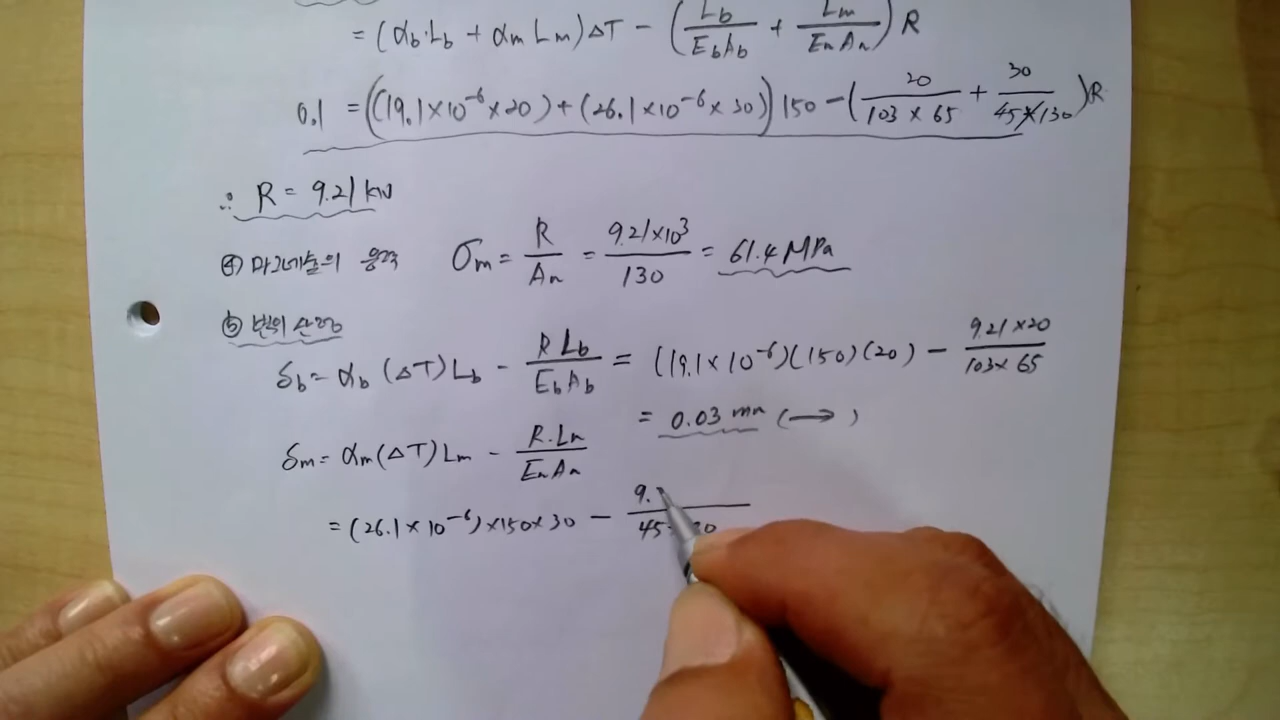 = (αb·Lb + αm Lm)ΔT − (Lb/EbAb + Lm/EmAm) R
0.1 = ((19.1×10⁻⁶×20)+(26.1×10⁻⁶×30))150 −(20/103×65 + 30/45×130)R
∴ R = 9.21 kN
④ 마그네슘의 응력 σm = R/Am = 9.21×10³/130 = 61.4 MPa
⑤ 변위 산정
δb = αb (ΔT)Lb − R Lb/EbAb = (19.1×10⁻⁶)(150)(20) − 9.21×20/103×65
= 0.03 mm (→)
δm = αm(ΔT)Lm − R·Lm/EmAm
= (26.1×10⁻⁶)×150×30 − 9.